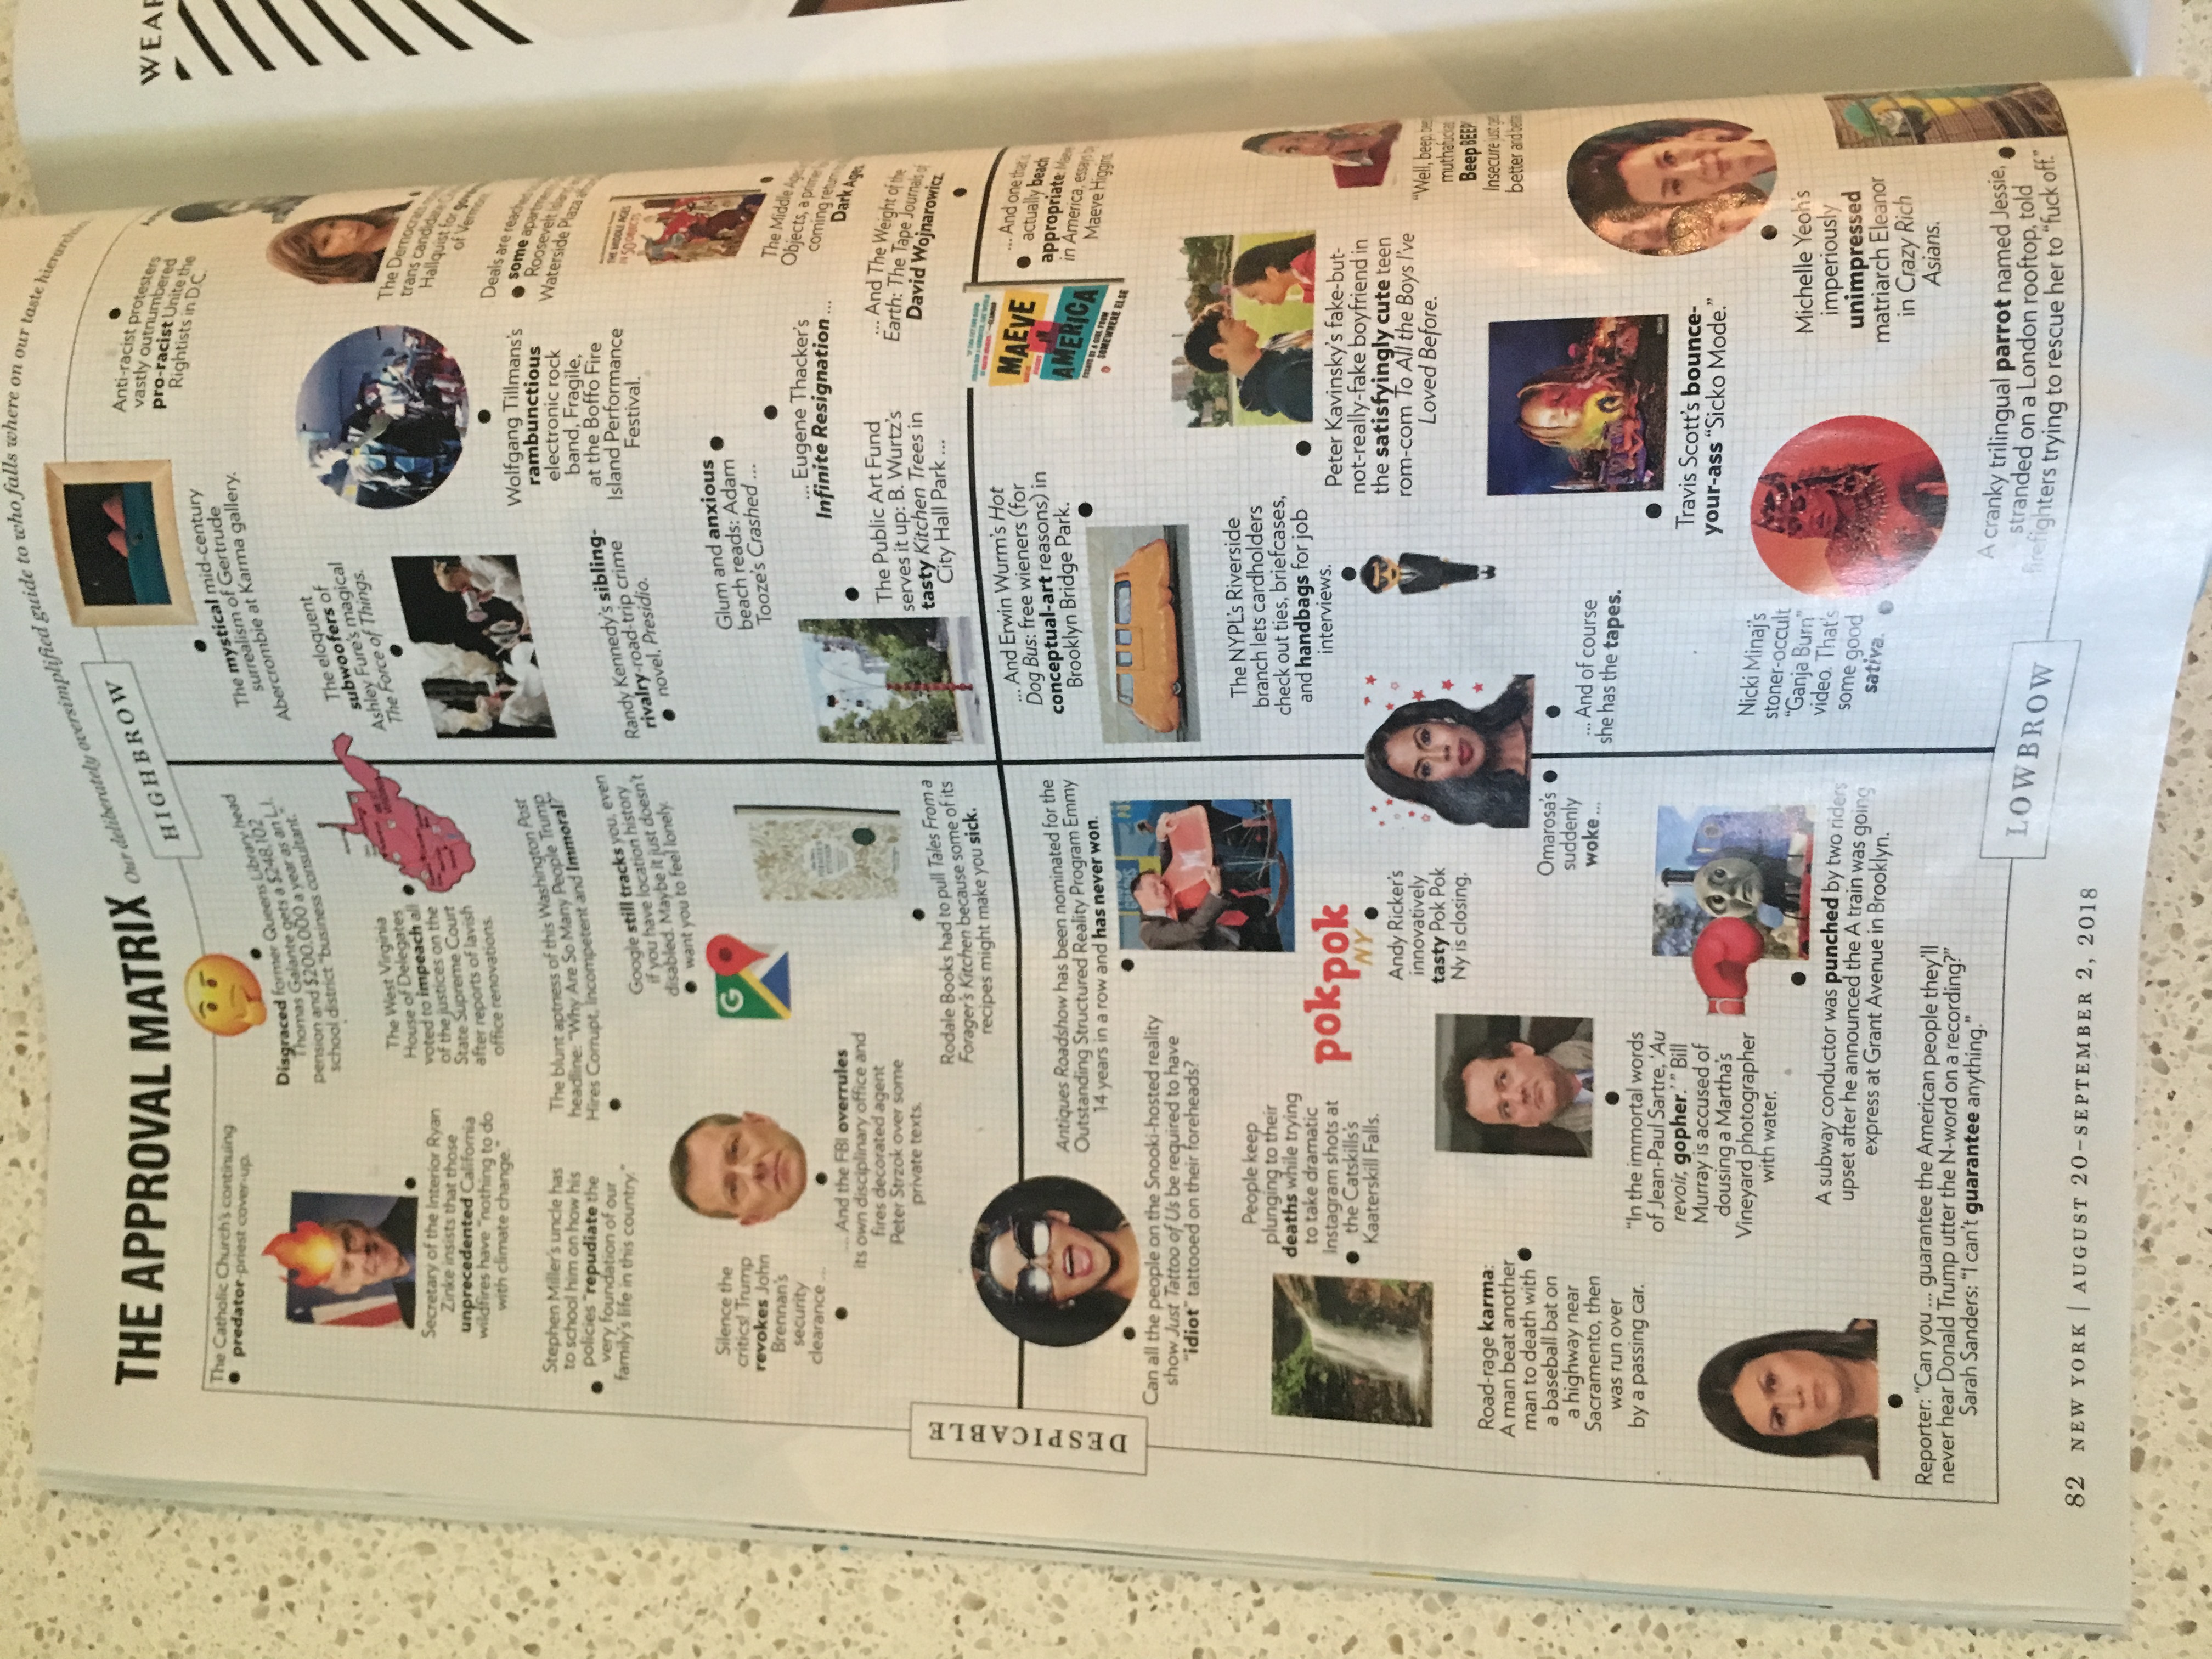 Our deliberately oversimplified guide to who falls where on our taste
THE APPROVAL MATRIX
HIGHBROW
The Catholic Church's continuing
predator-priest cover-up.
Disgraced former Queens Library head
Thomas Galante gets a $248,102
pension and $200,000 a year as an L.I.
school district "business consultant."
Secretary of the Interior Ryan
Zinke insists that those
unprecedented California
wildfires have "nothing to do
with climate change."
The West Virginia
House of Delegates
voted to impeach all
of the justices on the
State Supreme Court
after reports of lavish
office renovations.
Stephen Miller's uncle has
to school him on how his
policies "repudiate the
very foundation of our
family's life in this country."
The blunt aptness of this Washington Post
headline: "Why Are So Many People Trump
Hires Corrupt, Incompetent and Immoral?"
Google still tracks you, even
if you have location history
disabled. Maybe it just doesn't
want you to feel lonely.
G
Silence the
critics! Trump
revokes John
Brennan's
security
clearance ...
... And the FBI overrules
its own disciplinary office and
fires decorated agent
Peter Strzok over some
private texts.
Rodale Books had to pull Tales From a
Forager's Kitchen because some of its
recipes might make you sick.
The mystical mid-century
surrealism of Gertrude
Abercrombie at Karma gallery.
Anti-racist protesters
vastly outnumbered
pro-racist Unite the
Rightists in D.C.
The eloquent
subwoofers of
Ashley Fure's magical
The Force of Things.
Wolfgang Tillmans's
rambunctious
electronic rock
band, Fragile,
at the Boffo Fire
Island Performance
Festival.
The Democrats
trans candidate
Hallquist for
of Vermont
Deals are reached
some
Roosevelt
Waterside Plaza
Randy Kennedy's sibling-
rivalry-road-trip crime
novel, Presidio.
THE MIDDLE AGES
IN 50 OBJECTS
The Middle Ages
Objects, a
coming return
Dark Ages.
Glum and anxious
beach reads: Adam
Tooze's Crashed ...
... Eugene Thacker's
Infinite Resignation ...
... And The Weight of the
Earth: The Tape Journals of
David Wojnarowicz.
The Public Art Fund
serves it up: B. Wurtz's
tasty Kitchen Trees in
City Hall Park ...
DESPICABLE
... And Erwin Wurm's Hot
Dog Bus: free wieners (for
conceptual-art reasons) in
Brooklyn Bridge Park.
MAEVE
IN
AMERICA
ESSAYS BY A GIRL FROM
SOMEWHERE ELSE
... And one that is
actually beach
appropriate: Maeve
in America, essays by
Maeve Higgins.
Antiques Roadshow has been nominated for the
Outstanding Structured Reality Program Emmy
14 years in a row and has never won.
Can all the people on the Snooki-hosted reality
show Just Tattoo of Us be required to have
"idiot" tattooed on their foreheads?
People keep
plunging to their
deaths while trying
to take dramatic
Instagram shots at
the Catskills's
Kaaterskill Falls.
pok pok
NY
Andy Ricker's
innovatively
tasty Pok Pok
Ny is closing.
Road-rage karma:
A man beat another
man to death with
a baseball bat on
a highway near
Sacramento, then
was run over
by a passing car.
"In the immortal words
of Jean-Paul Sartre, 'Au
revoir, gopher.' " Bill
Murray is accused of
dousing a Martha's
Vineyard photographer
with water.
Omarosa's
suddenly
woke ...
... And of course
she has the tapes.
A subway conductor was punched by two riders
upset after he announced the A train was going
express at Grant Avenue in Brooklyn.
Reporter: "Can you ... guarantee the American people they'll
never hear Donald Trump utter the N-word on a recording?"
Sarah Sanders: "I can't guarantee anything."
The NYPL's Riverside
branch lets cardholders
check out ties, briefcases,
and handbags for job
interviews.
Peter Kavinsky's fake-but-
not-really-fake boyfriend in
the satisfyingly cute teen
rom-com To All the Boys I've
Loved Before.
"Well, beep, beep
muthafuckas
Beep BEEP!"
Insecure just gets
better and better
Travis Scott's bounce-
your-ass "Sicko Mode."
Nicki Minaj's
stoner-occult
"Ganja Burn"
video. That's
some good
sativa.
Michelle Yeoh's
imperiously
unimpressed
matriarch Eleanor
in Crazy Rich
Asians.
A cranky trilingual parrot named Jessie,
stranded on a London rooftop, told
firefighters trying to rescue her to "fuck off."
LOWBROW
82 NEW YORK | AUGUST 20–SEPTEMBER 2, 2018